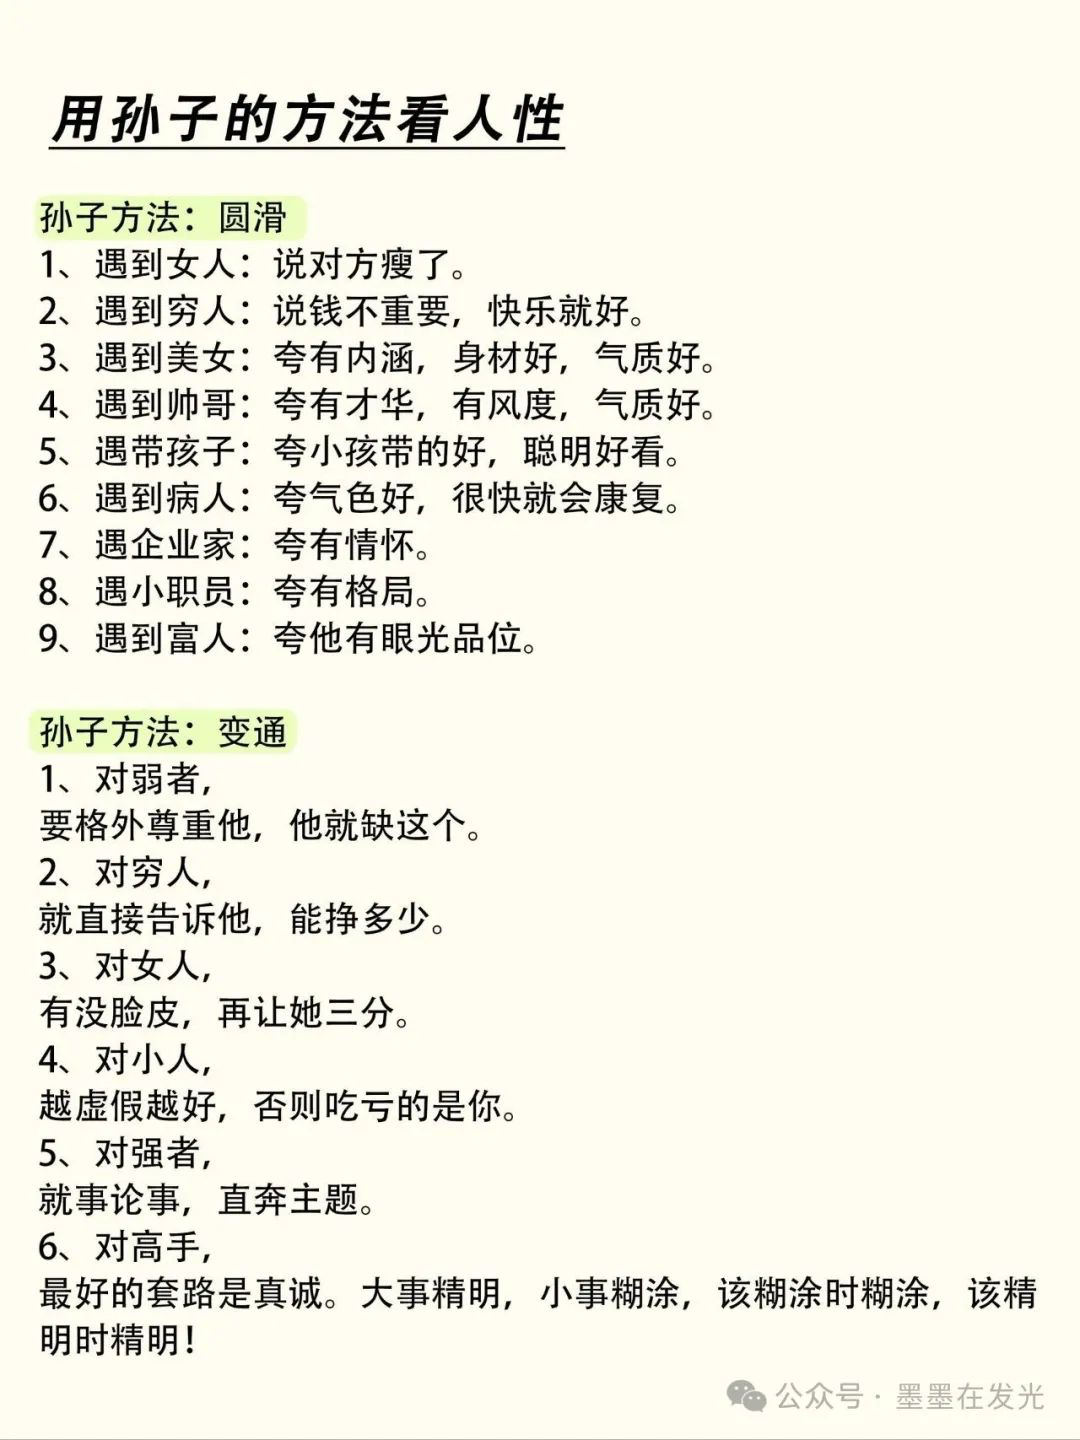 用孙子的方法看人性
孙子方法：圆滑
1、遇到女人：说对方瘦了。
2、遇到穷人：说钱不重要，快乐就好。
3、遇到美女：夸有内涵，身材好，气质好。
4、遇到帅哥：夸有才华，有风度，气质好。
5、遇带孩子：夸小孩带的好，聪明好看。
6、遇到病人：夸气色好，很快就会康复。
7、遇企业家：夸有情怀。
8、遇小职员：夸有格局。
9、遇到富人：夸他有眼光品位。
孙子方法：变通
1、对弱者，
要格外尊重他，他就缺这个。
2、对穷人，
就直接告诉他，能挣多少。
3、对女人，
有没脸皮，再让她三分。
4、对小人，
越虚假越好，否则吃亏的是你。
5、对强者，
就事论事，直奔主题。
6、对高手，
最好的套路是真诚。大事精明，小事糊涂，该糊涂时糊涂，该精
明时精明！
公众号·墨墨在发光